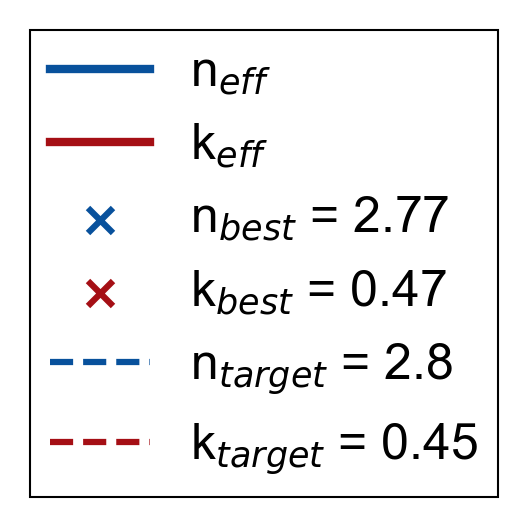 n_eff
k_eff
n_best = 2.77
k_best = 0.47
n_target = 2.8
k_target = 0.45